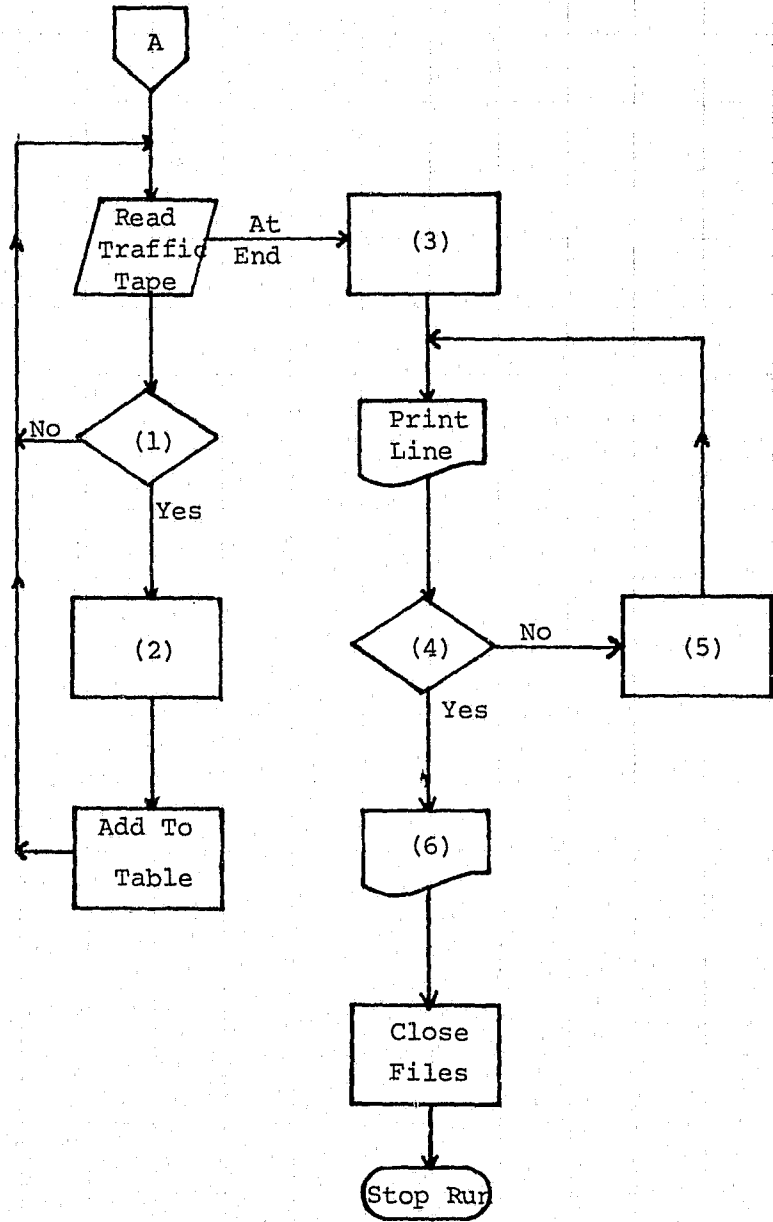 A
Read
Traffic
Tape
At
End
(3)
No
(1)
Yes
Print
Line
(2)
(4)
No
(5)
Yes
Add To
Table
(6)
Close
Files
Stop Run